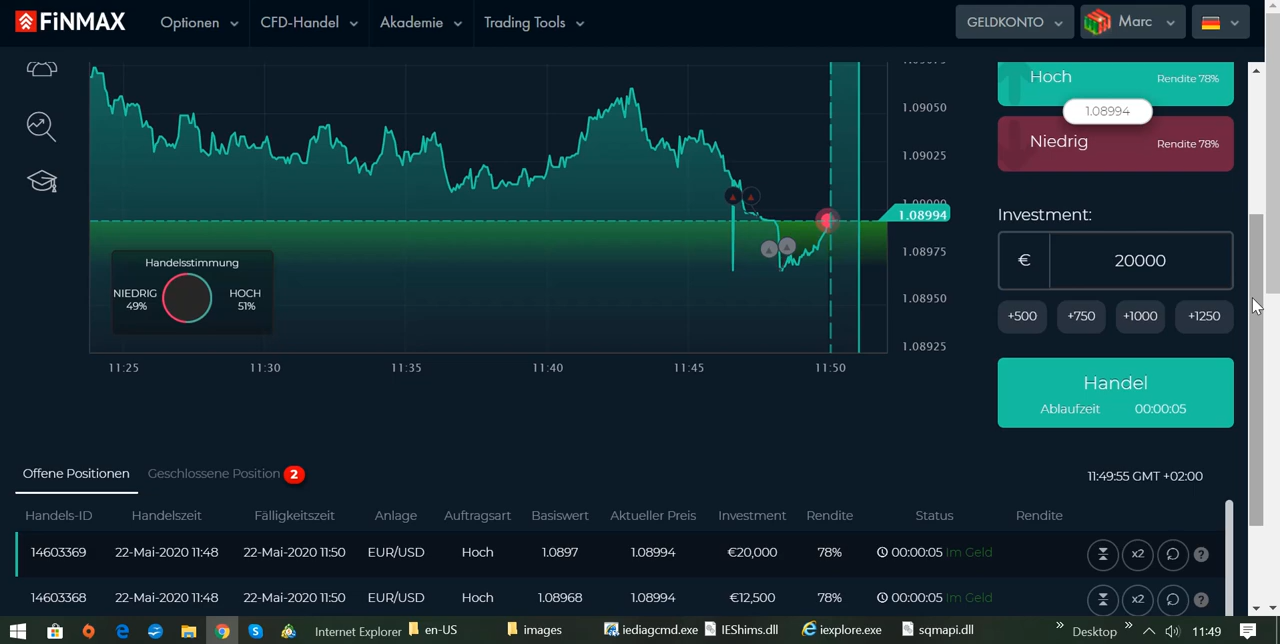 FiNMAX Optionen CFD-Handel Akademie Trading Tools GELDKONTO Marc
Hoch Rendite 78%
1.08994
Niedrig Rendite 78%
1.09075
1.09050
1.09025
1.09000
1.08994
1.08975
1.08950
1.08925
Handelsstimmung
NIEDRIG HOCH
49% 51%
11:25 11:30 11:35 11:40 11:45 11:50
Investment:
€ 20000
+500 +750 +1000 +1250
Handel
Ablaufzeit 00:00:05
Offene Positionen Geschlossene Position 2 11:49:55 GMT +02:00
Handels-ID Handelszeit Fälligkeitszeit Anlage Auftragsart Basiswert Aktueller Preis Investment Rendite Status Rendite
14603369 22-Mai-2020 11:48 22-Mai-2020 11:50 EUR/USD Hoch 1.0897 1.08994 €20,000 78% 00:00:05 Im Geld x2 ?
14603368 22-Mai-2020 11:48 22-Mai-2020 11:50 EUR/USD Hoch 1.08968 1.08994 €12,500 78% 00:00:05 Im Geld x2 ?
Internet Explorer en-US images iediagcmd.exe IEShims.dll iexplore.exe sqmapi.dll » Desktop » 11:49